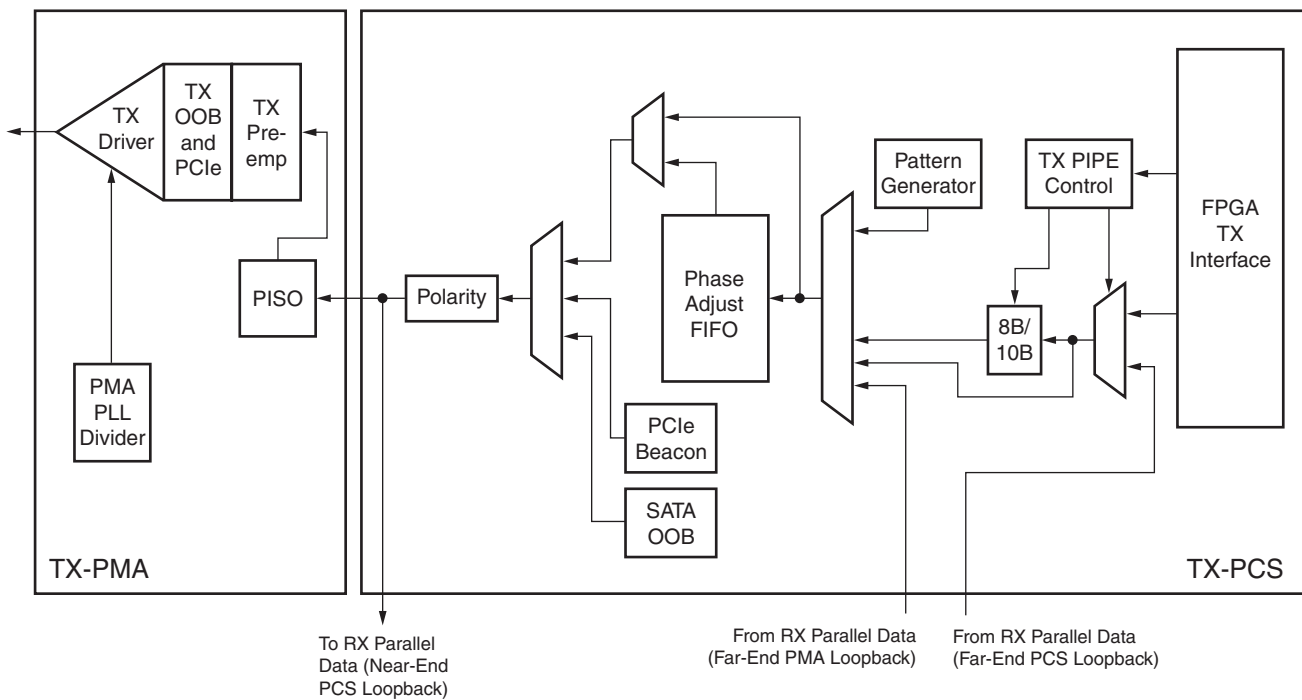 TX
Driver
TX
OOB
and
PCIe
TX
Pre-
emp
PISO
PMA
PLL
Divider
TX-PMA
Polarity
Phase
Adjust
FIFO
PCIe
Beacon
SATA
OOB
Pattern
Generator
TX PIPE
Control
8B/
10B
FPGA
TX
Interface
TX-PCS
To RX Parallel
Data (Near-End
PCS Loopback)
From RX Parallel Data
(Far-End PMA Loopback)
From RX Parallel Data
(Far-End PCS Loopback)